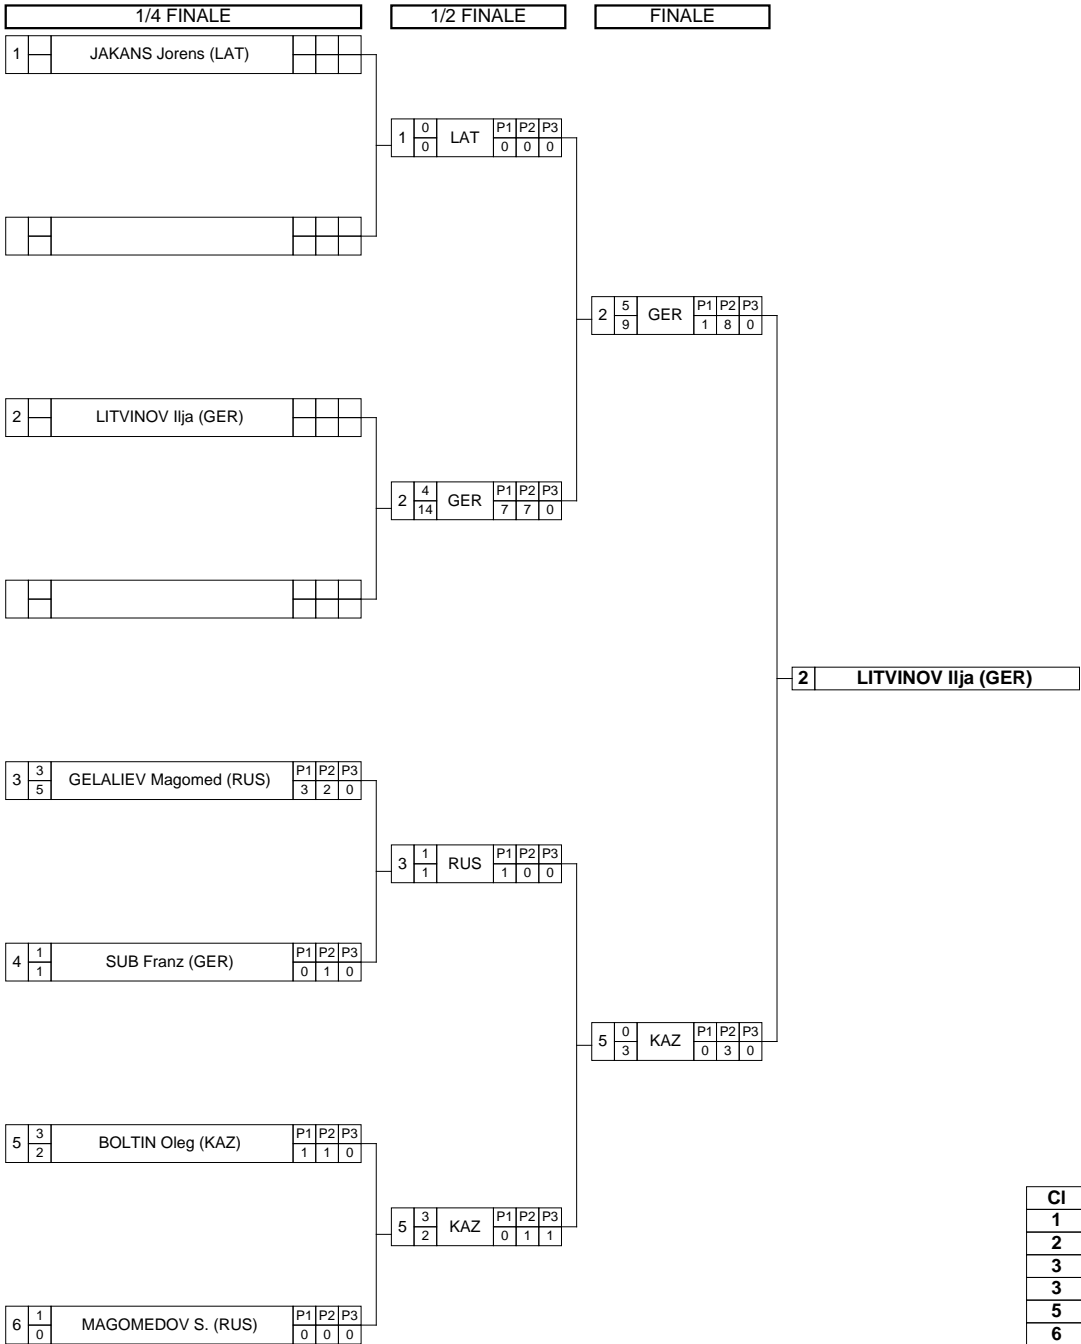 1/4 FINALE 1/2 FINALE FINALE
1 JAKANS Jorens (LAT)
0 P1 P2 P3
1 LAT
0 0 0 0
5 P1 P2 P3
2 GER
9 1 8 0
2 LITVINOV Ilja (GER)
4 P1 P2 P3
2 GER
14 7 7 0
2 LITVINOV Ilja (GER)
3 P1 P2 P3
3 GELALIEV Magomed (RUS)
5 3 2 0
1 P1 P2 P3
3 RUS
1 1 0 0
1 P1 P2 P3
4 SUB Franz (GER)
1 0 1 0
0 P1 P2 P3
5 KAZ
3 0 3 0
3 P1 P2 P3
5 BOLTIN Oleg (KAZ)
2 1 1 0
3 P1 P2 P3
5 KAZ
2 0 1 1
Cl
1
2
3
3
5
6
1 P1 P2 P3
6 MAGOMEDOV S. (RUS)
0 0 0 0